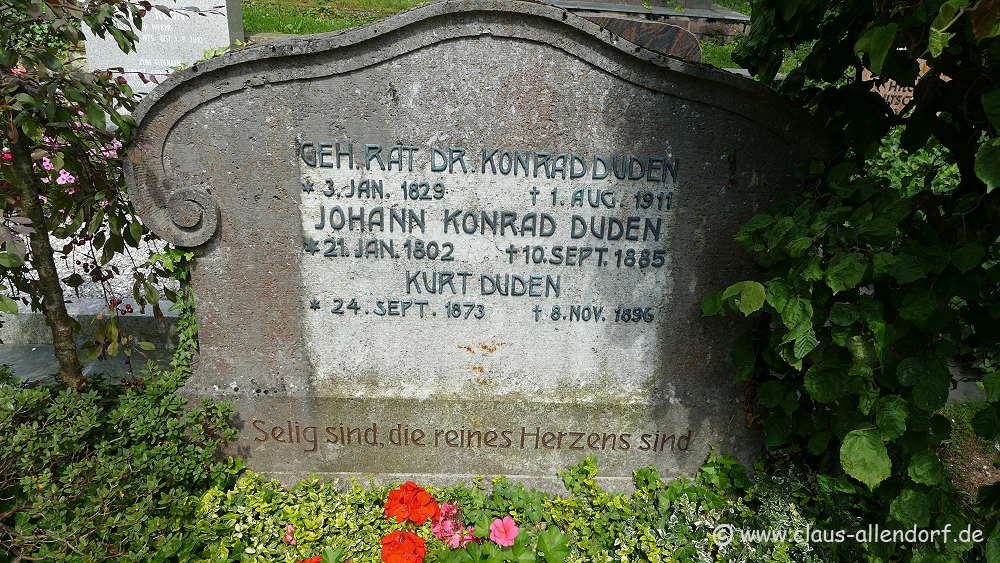 GEH. RAT DR. KONRAD DUDEN
* 3. JAN. 1829 † 1. AUG. 1911
JOHANN KONRAD DUDEN
* 21. JAN. 1802 † 10. SEPT. 1885
KURT DUDEN
* 24. SEPT. 1873 † 8. NOV. 1896
Selig sind, die reines Herzens sind
©www.claus-allendorf.de